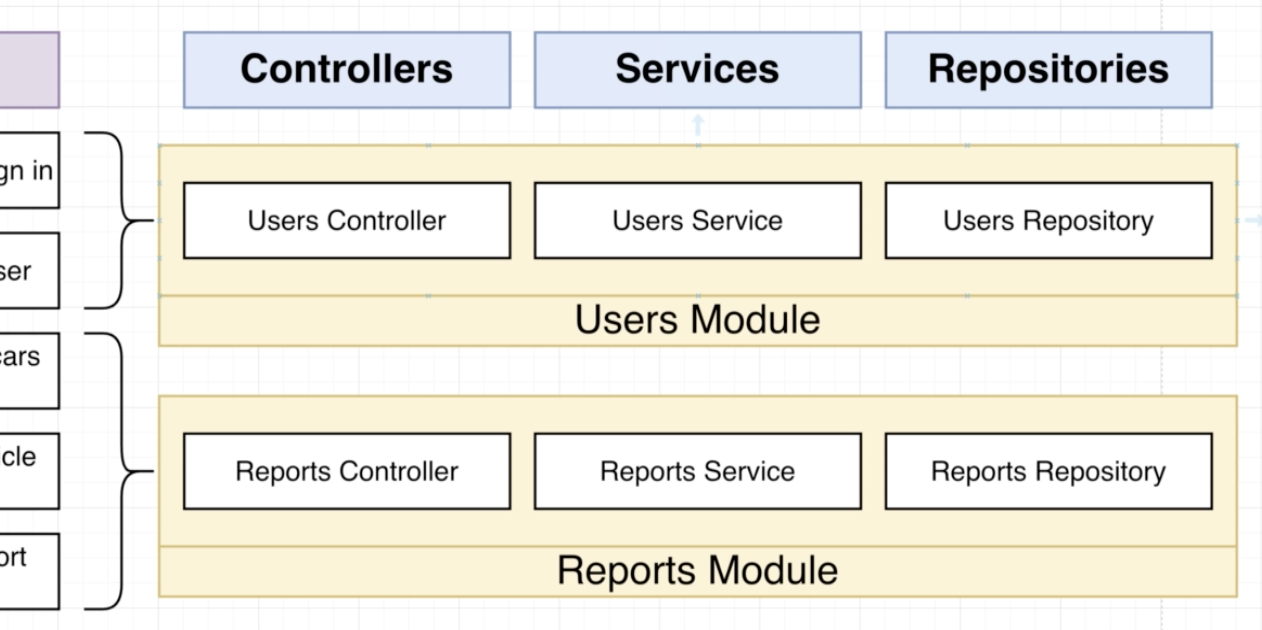 Controllers
Services
Repositories
gn in
Users Controller
Users Service
Users Repository
ser
Users Module
cars
Reports Controller
Reports Service
Reports Repository
icle
ort
Reports Module